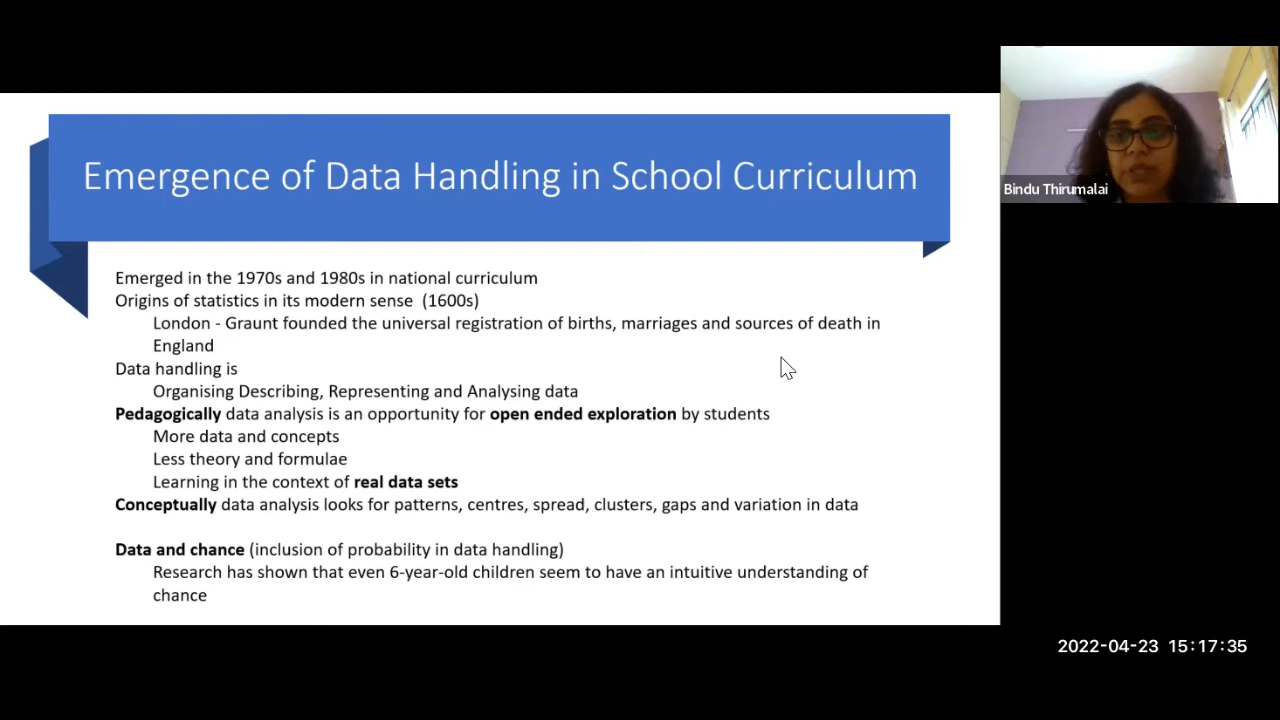 Emergence of Data Handling in School Curriculum
Bindu Thirumalai
Emerged in the 1970s and 1980s in national curriculum
Origins of statistics in its modern sense (1600s)
London - Graunt founded the universal registration of births, marriages and sources of death in
England
Data handling is
Organising Describing, Representing and Analysing data
Pedagogically data analysis is an opportunity for open ended exploration by students
More data and concepts
Less theory and formulae
Learning in the context of real data sets
Conceptually data analysis looks for patterns, centres, spread, clusters, gaps and variation in data
Data and chance (inclusion of probability in data handling)
Research has shown that even 6-year-old children seem to have an intuitive understanding of
chance
2022-04-23 15:17:35